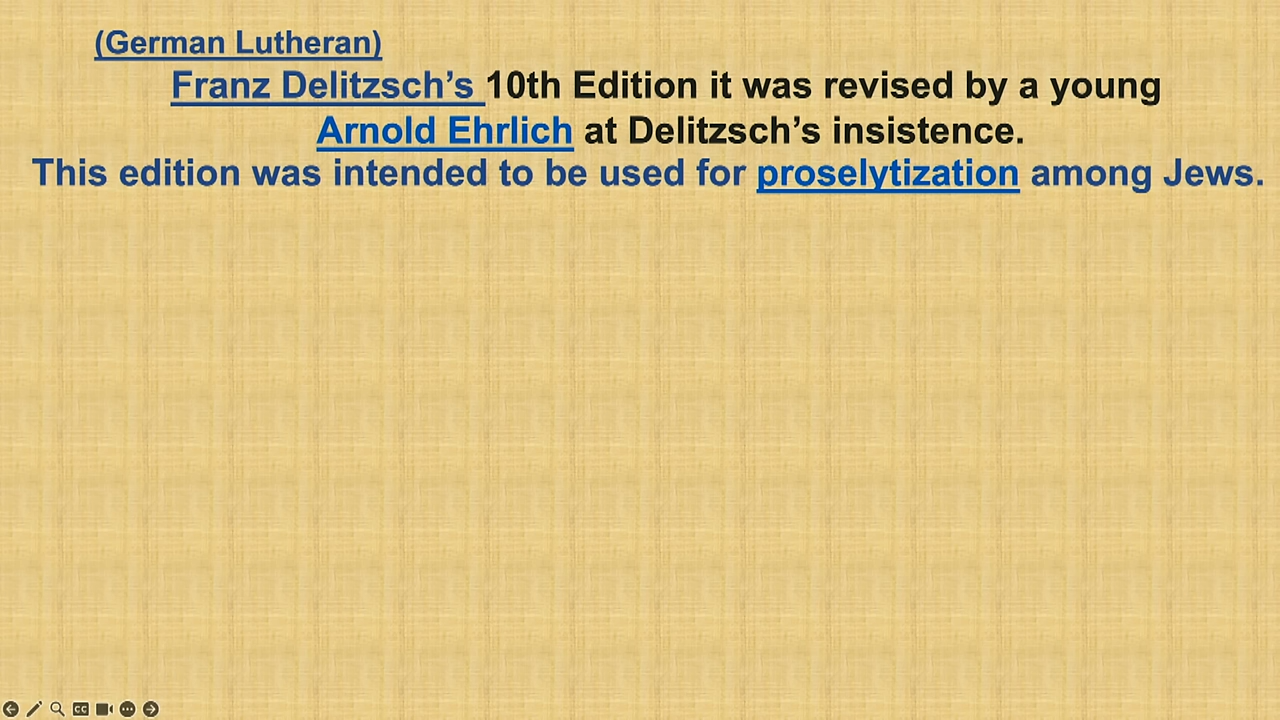 (German Lutheran)
Franz Delitzsch’s 10th Edition it was revised by a young
Arnold Ehrlich at Delitzsch’s insistence.
This edition was intended to be used for proselytization among Jews.
CC